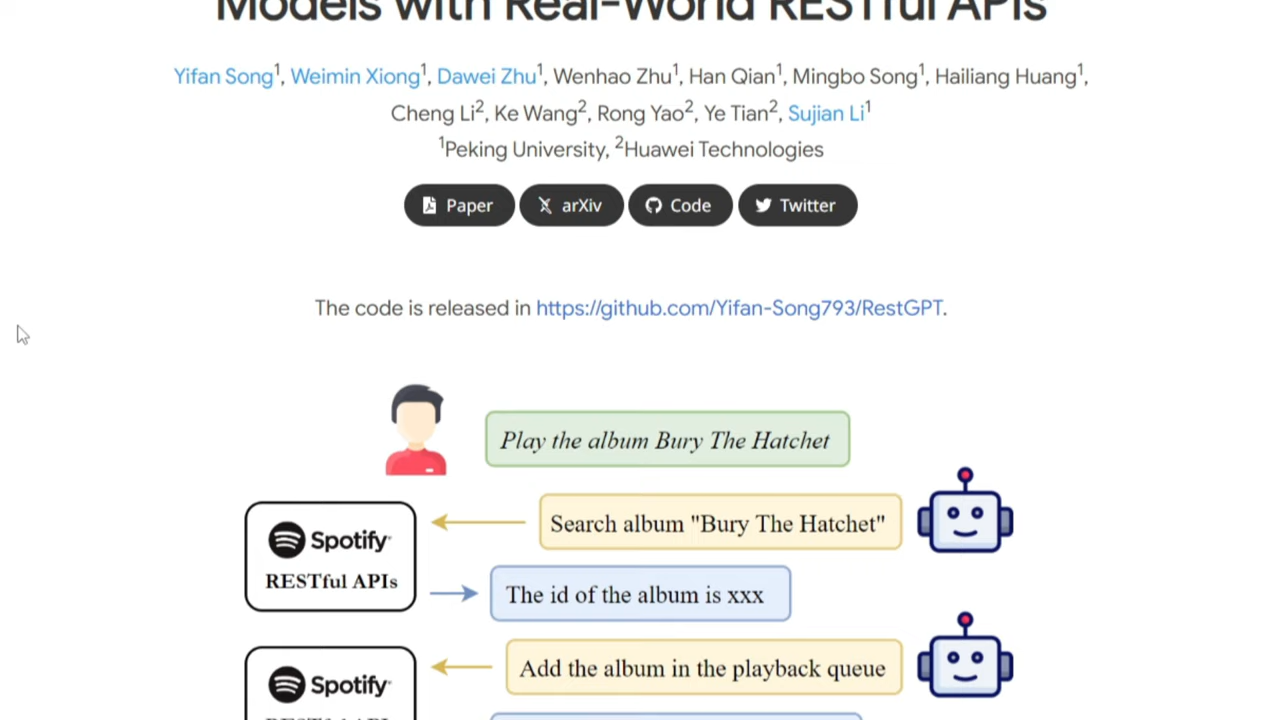 Models with Real-World RESTful APIs
Yifan Song¹, Weimin Xiong¹, Dawei Zhu¹, Wenhao Zhu¹, Han Qian¹, Mingbo Song¹, Hailiang Huang¹,
Cheng Li², Ke Wang², Rong Yao², Ye Tian², Sujian Li¹
¹Peking University, ²Huawei Technologies
Paper
arXiv
Code
Twitter
The code is released in https://github.com/Yifan-Song793/RestGPT.
Play the album Bury The Hatchet
Search album "Bury The Hatchet"
Spotify
RESTful APIs
The id of the album is xxx
Add the album in the playback queue
Spotify